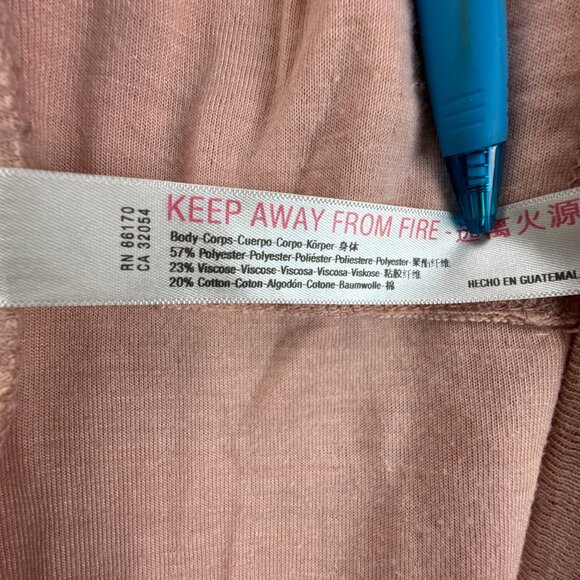 RN 66170
CA 32054
KEEP AWAY FROM FIRE - 远离火源
Body-Corps-Cuerpo-Corpo-Körper-身体
57% Polyester-Polyester-Poliéster-Poliestere-Polyester-聚酯纤维
23% Viscose-Viscose-Viscosa-Viscosa-Viskose-粘胶纤维
20% Cotton-Coton-Algodón-Cotone-Baumwolle-棉
HECHO EN GUATEMAL